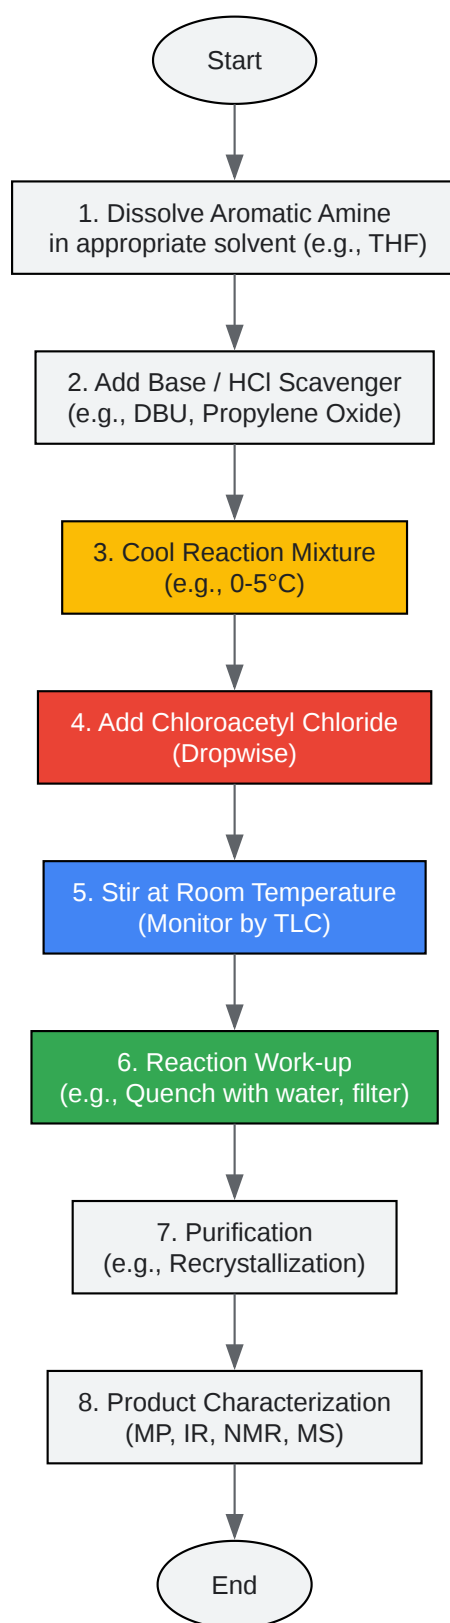 Start
1. Dissolve Aromatic Amine
in appropriate solvent (e.g., THF)
2. Add Base / HCl Scavenger
(e.g., DBU, Propylene Oxide)
3. Cool Reaction Mixture
(e.g., 0-5°C)
4. Add Chloroacetyl Chloride
(Dropwise)
5. Stir at Room Temperature
(Monitor by TLC)
6. Reaction Work-up
(e.g., Quench with water, filter)
7. Purification
(e.g., Recrystallization)
8. Product Characterization
(MP, IR, NMR, MS)
End